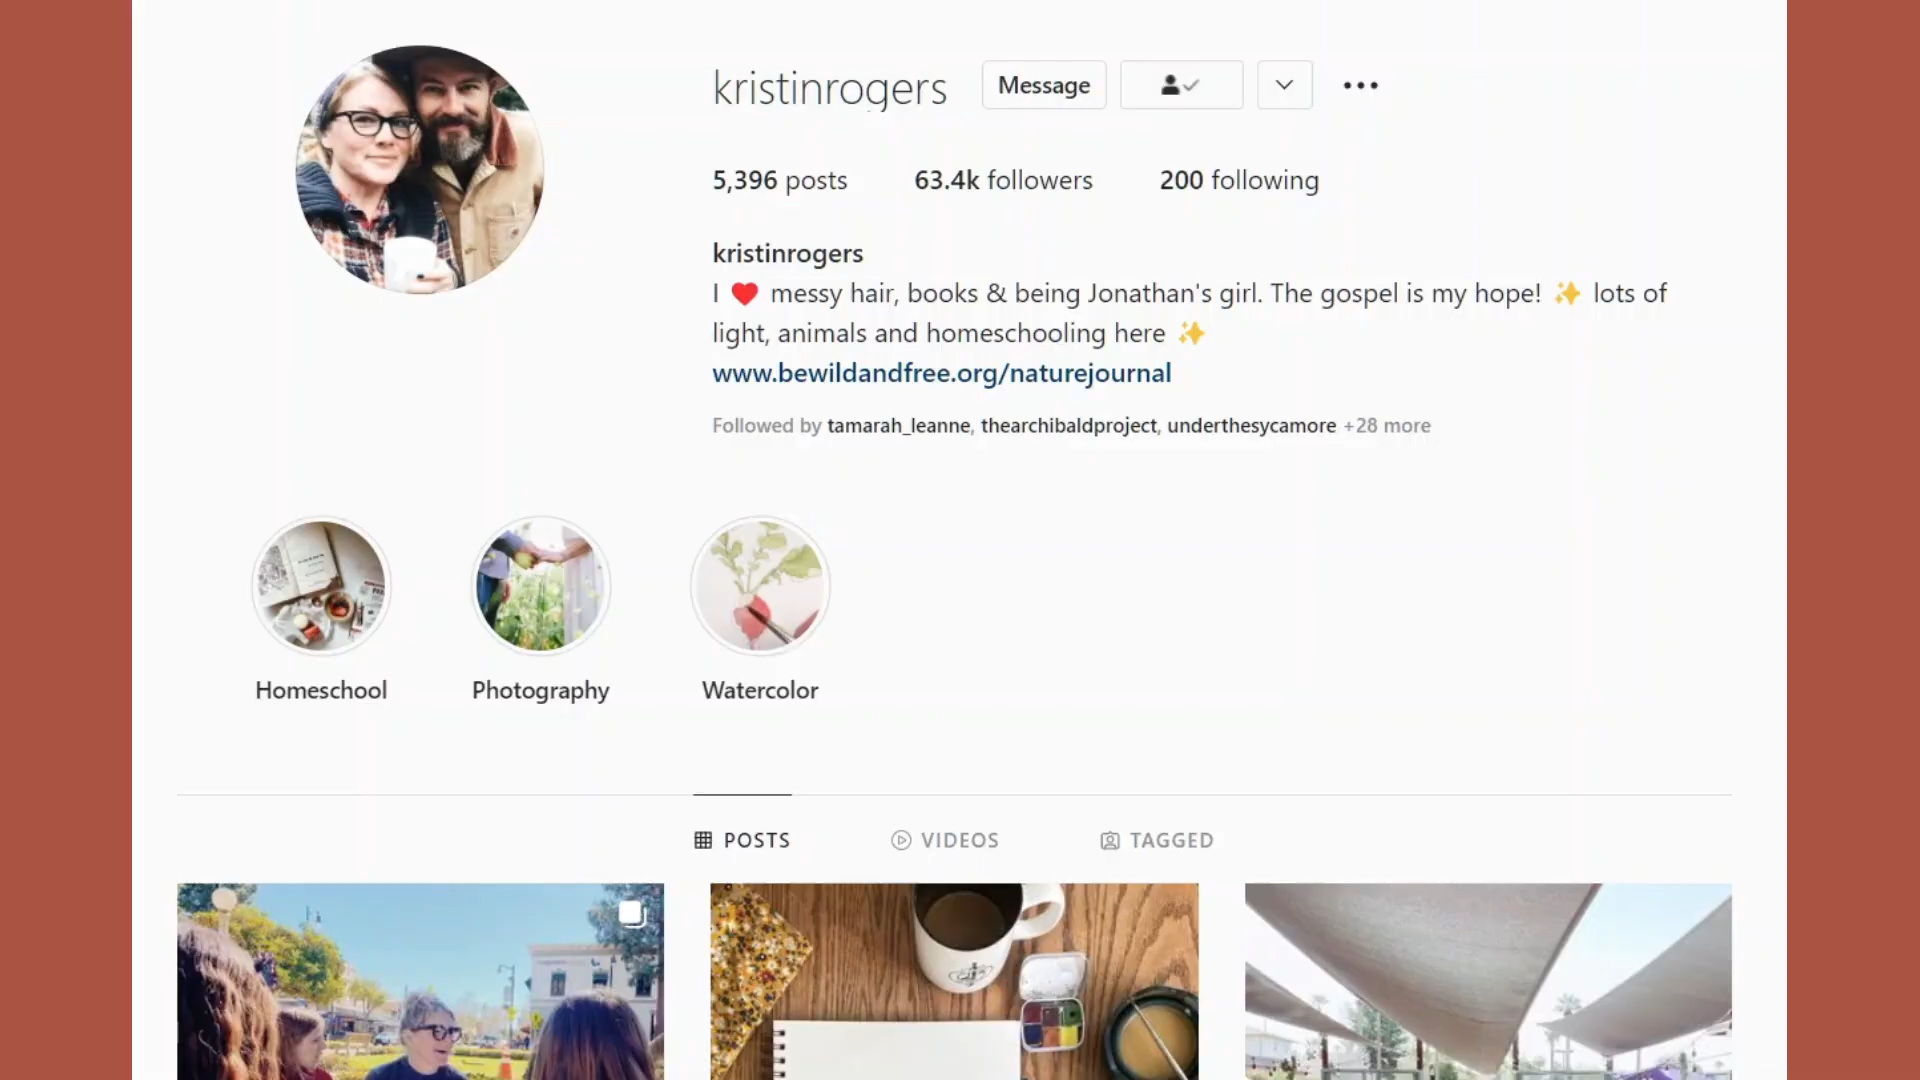 kristinrogers Message
5,396 posts 63.4k followers 200 following
kristinrogers
I ❤️ messy hair, books & being Jonathan's girl. The gospel is my hope! ✨ lots of
light, animals and homeschooling here ✨
www.bewildandfree.org/naturejournal
Followed by tamarah_leanne, thearchibaldproject, underthesycamore +28 more
Homeschool Photography Watercolor
POSTS VIDEOS TAGGED